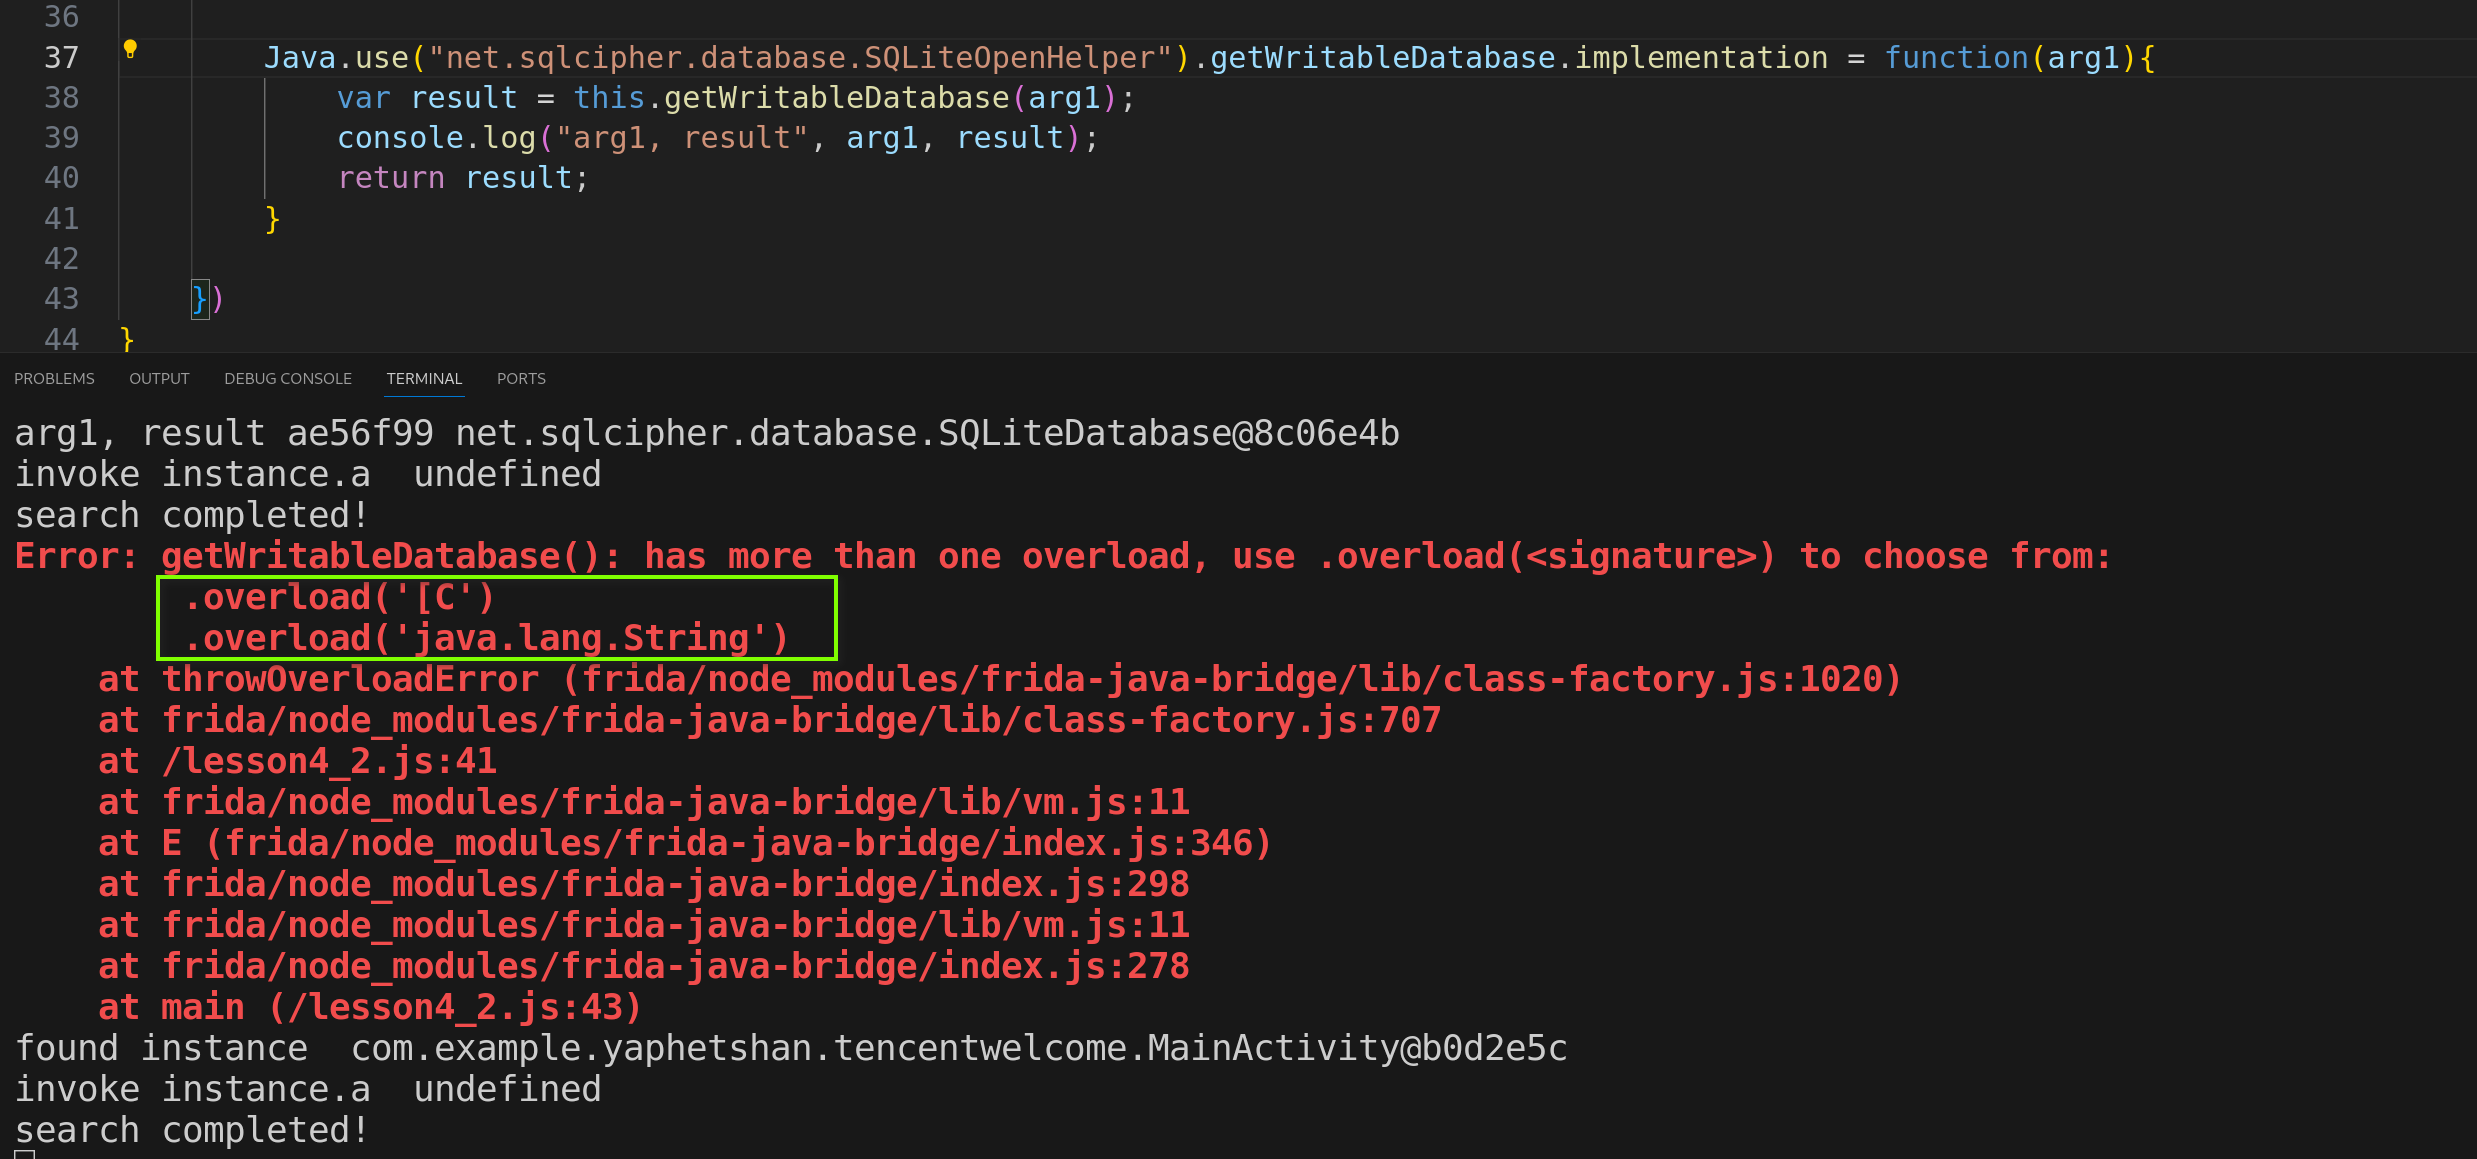 36
37 Java.use("net.sqlcipher.database.SQLiteOpenHelper").getWritableDatabase.implementation = function(arg1){
38 var result = this.getWritableDatabase(arg1);
39 console.log("arg1, result", arg1, result);
40 return result;
41 }
42
43 })
44 }
PROBLEMS OUTPUT DEBUG CONSOLE TERMINAL PORTS
arg1, result ae56f99 net.sqlcipher.database.SQLiteDatabase@8c06e4b
invoke instance.a  undefined
search completed!
Error: getWritableDatabase(): has more than one overload, use .overload(<signature>) to choose from:
.overload('[C')
.overload('java.lang.String')
at throwOverloadError (frida/node_modules/frida-java-bridge/lib/class-factory.js:1020)
at frida/node_modules/frida-java-bridge/lib/class-factory.js:707
at /lesson4_2.js:41
at frida/node_modules/frida-java-bridge/lib/vm.js:11
at E (frida/node_modules/frida-java-bridge/index.js:346)
at frida/node_modules/frida-java-bridge/index.js:298
at frida/node_modules/frida-java-bridge/lib/vm.js:11
at frida/node_modules/frida-java-bridge/index.js:278
at main (/lesson4_2.js:43)
found instance  com.example.yaphetshan.tencentwelcome.MainActivity@b0d2e5c
invoke instance.a  undefined
search completed!